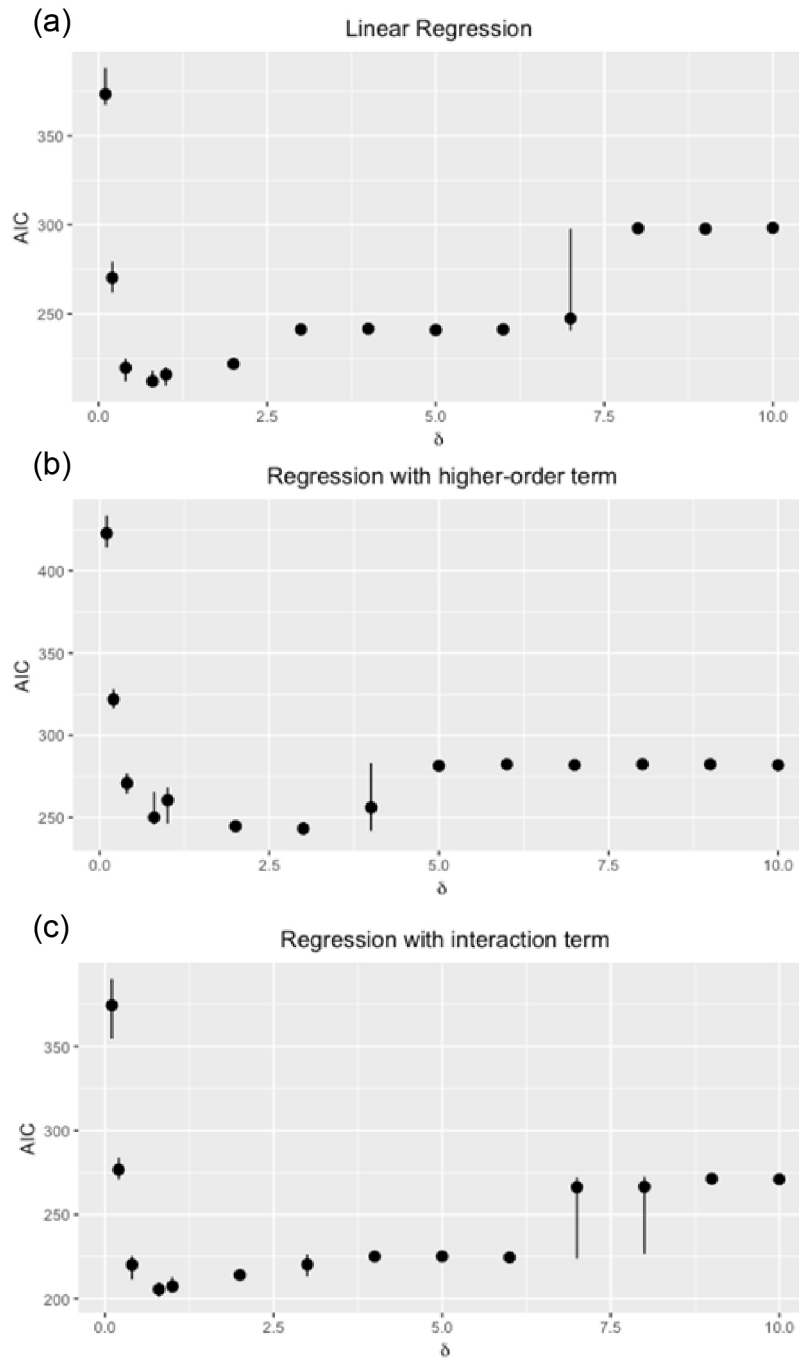 (a)
Linear Regression
350
300
250
AIC
0.0 2.5 5.0 7.5 10.0
δ
(b)
Regression with higher-order term
400
350
300
250
AIC
0.0 2.5 5.0 7.5 10.0
δ
(c)
Regression with interaction term
350
300
250
200
AIC
0.0 2.5 5.0 7.5 10.0
δ